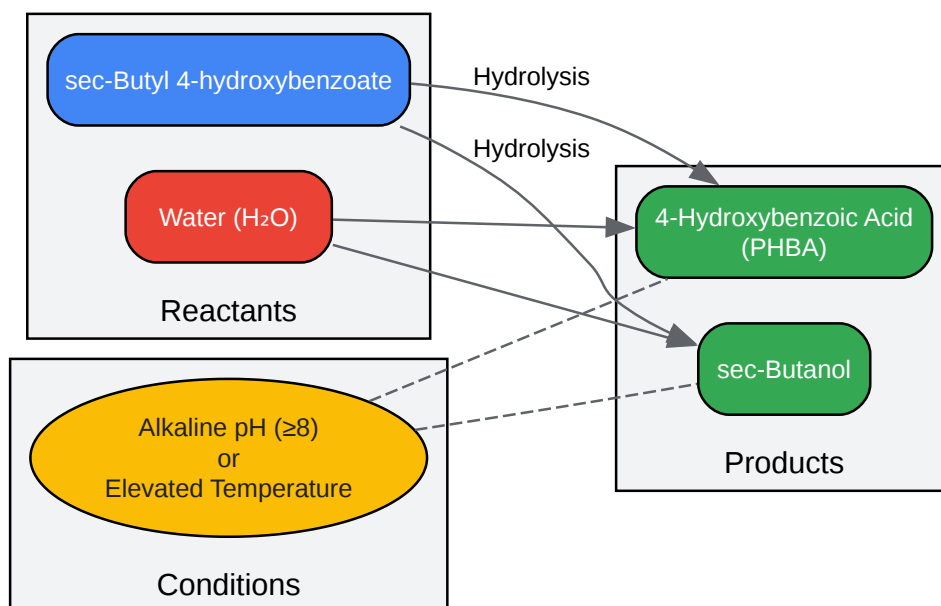 sec-Butyl 4-hydroxybenzoate
Water (H₂O)
Reactants
Hydrolysis
Hydrolysis
4-Hydroxybenzoic Acid
(PHBA)
sec-Butanol
Products
Alkaline pH (≥8)
or
Elevated Temperature
Conditions